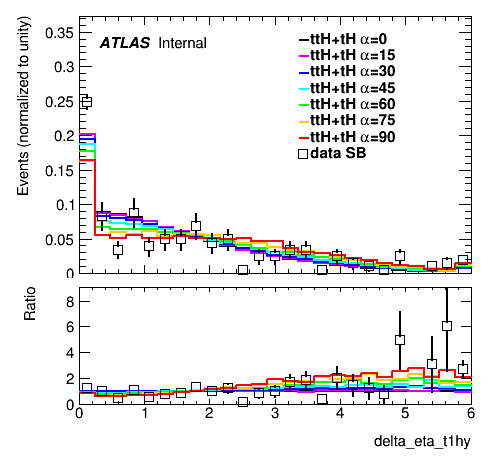 ATLAS Internal
Events (normalized to unity)
0.35
0.3
0.25
0.2
0.15
0.1
0.05
0
ttH+tH α=0
ttH+tH α=15
ttH+tH α=30
ttH+tH α=45
ttH+tH α=60
ttH+tH α=75
ttH+tH α=90
data SB
Ratio
8
6
4
2
0
0 1 2 3 4 5 6
delta_eta_t1hy